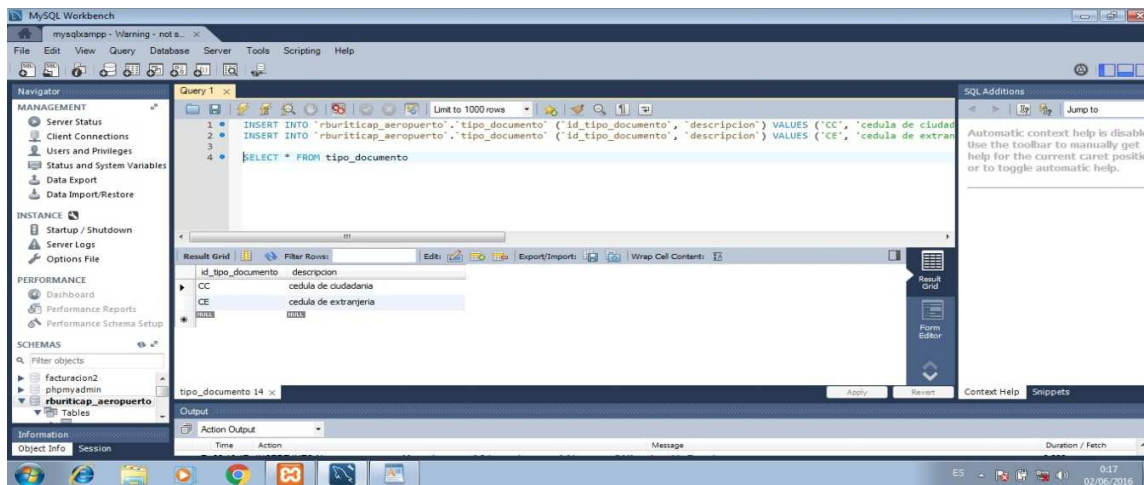 MySQL Workbench
mysqlxampp - Warning - not s...
File Edit View Query Database Server Tools Scripting Help
Navigator
MANAGEMENT
Server Status
Client Connections
Users and Privileges
Status and System Variables
Data Export
Data Import/Restore
INSTANCE
Startup / Shutdown
Server Logs
Options File
PERFORMANCE
Dashboard
Performance Reports
Performance Schema Setup
SCHEMAS
Filter objects
facturacion2
phpmyadmin
rburiticap_aeropuerto
Tables
Information
Object Info Session
Query 1
Limit to 1000 rows
1 INSERT INTO `rburiticap_aeropuerto`.`tipo_documento` (`id_tipo_documento`, `descripcion`) VALUES ('CC', 'cedula de ciudad
2 INSERT INTO `rburiticap_aeropuerto`.`tipo_documento` (`id_tipo_documento`, `descripcion`) VALUES ('CE', 'cedula de extran
3
4 SELECT * FROM tipo_documento
Result Grid Filter Rows: Edit: Export/Import: Wrap Cell Content:
id_tipo_documento descripcion
CC cedula de ciudadania
CE cedula de extranjeria
NULL NULL
Result Grid
Form Editor
tipo_documento 14
Apply Revert
Output
Action Output
Time Action Message Duration / Fetch
SQL Additions
Jump to
Automatic context help is disabl
Use the toolbar to manually get
help for the current caret positi
or to toggle automatic help.
Context Help Snippets
ES
0:17
02/06/2016